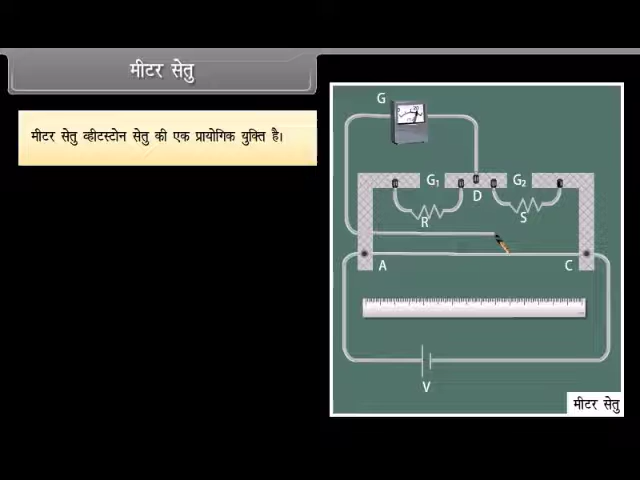 मीटर सेतु
मीटर सेतु व्हीटस्टोन सेतु की एक प्रायोगिक युक्ति है।
G
G₁
G₂
D
R
S
A
C
V
मीटर सेतु